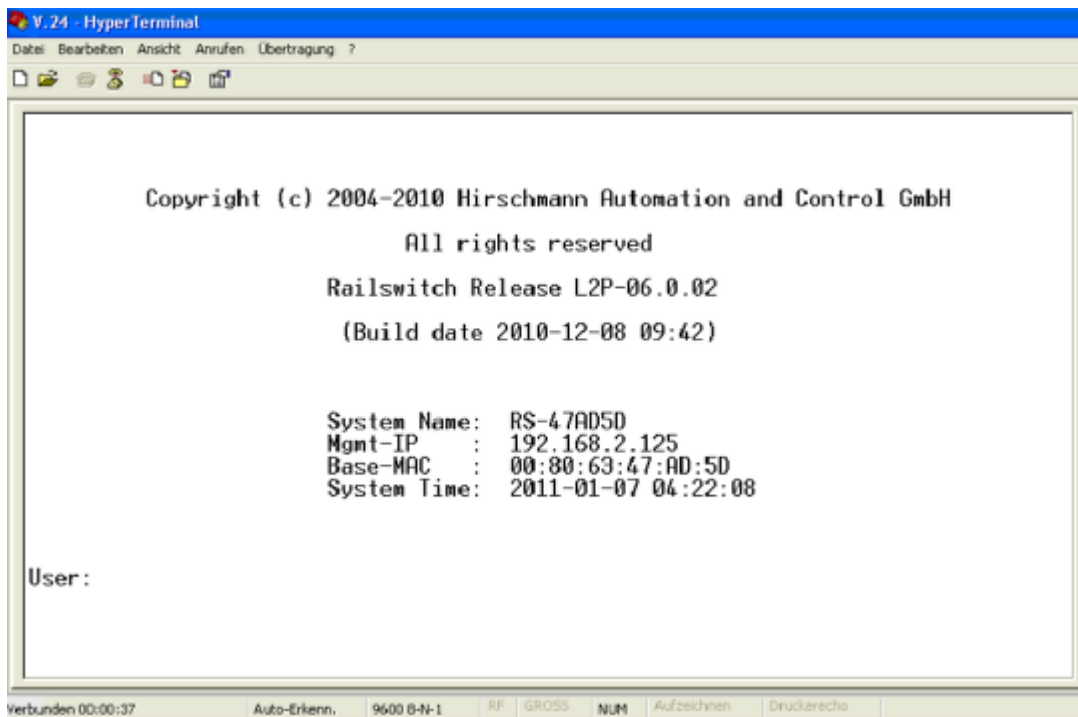 V.24 - HyperTerminal
Datei Bearbeiten Ansicht Anrufen Übertragung ?
Copyright (c) 2004-2010 Hirschmann Automation and Control GmbH
All rights reserved
Railswitch Release L2P-06.0.02
(Build date 2010-12-08 09:42)
System Name: RS-47AD5D
Mgmt-IP : 192.168.2.125
Base-MAC : 00:80:63:47:AD:5D
System Time: 2011-01-07 04:22:08
User:
Verbunden 00:00:37 Auto-Erkenn. 9600 8-N-1 RF GROSS NUM Aufzeichnen Druckerecho